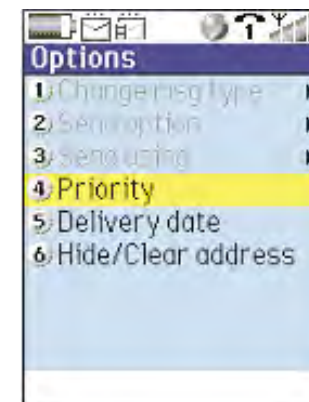 Options
1 Change msg type
2 Send option
3 Send using
4 Priority
5 Delivery date
6 Hide/Clear address